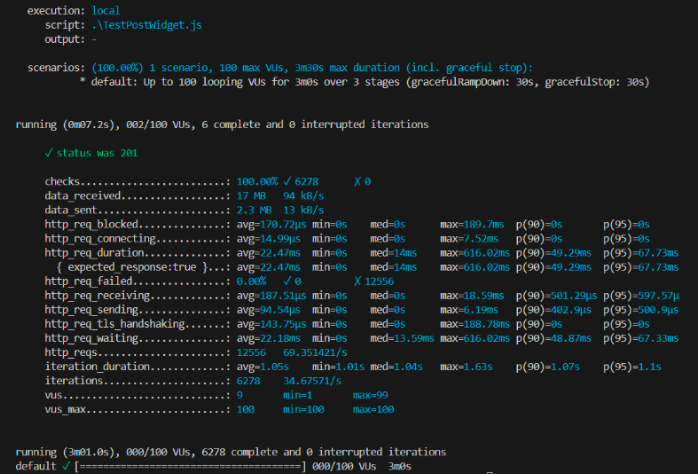 execution: local
script: .\TestPostWidget.js
output: -
scenarios: (100.00%) 1 scenario, 100 max VUs, 3m30s max duration (incl. graceful stop):
* default: Up to 100 looping VUs for 3m0s over 3 stages (gracefulRampDown: 30s, gracefulStop: 30s)
running (0m07.2s), 002/100 VUs, 6 complete and 0 interrupted iterations
✓ status was 201
checks.........................: 100.00% ✓ 6278 ✗ 0
data_received..................: 17 MB 94 kB/s
data_sent......................: 2.3 MB 13 kB/s
http_req_blocked...............: avg=170.72µs min=0s med=0s max=189.7ms p(90)=0s p(95)=0s
http_req_connecting............: avg=14.99µs min=0s med=0s max=7.52ms p(90)=0s p(95)=0s
http_req_duration..............: avg=22.47ms min=0s med=14ms max=616.02ms p(90)=49.29ms p(95)=67.73ms
{ expected_response:true }...: avg=22.47ms min=0s med=14ms max=616.02ms p(90)=49.29ms p(95)=67.73ms
http_req_failed................: 0.00% ✓ 0 ✗ 12556
http_req_receiving.............: avg=187.51µs min=0s med=0s max=18.59ms p(90)=501.29µs p(95)=597.57µ
http_req_sending...............: avg=94.54µs min=0s med=0s max=6.19ms p(90)=402.9µs p(95)=500.9µs
http_req_tls_handshaking.......: avg=143.75µs min=0s med=0s max=188.78ms p(90)=0s p(95)=0s
http_req_waiting...............: avg=22.18ms min=0s med=13.59ms max=616.02ms p(90)=48.87ms p(95)=67.33ms
http_reqs......................: 12556 69.351421/s
iteration_duration.............: avg=1.05s min=1.01s med=1.04s max=1.63s p(90)=1.07s p(95)=1.1s
iterations.....................: 6278 34.67571/s
vus............................: 9 min=1 max=99
vus_max........................: 100 min=100 max=100
running (3m01.0s), 000/100 VUs, 6278 complete and 0 interrupted iterations
default ✓ [======================================] 000/100 VUs 3m0s